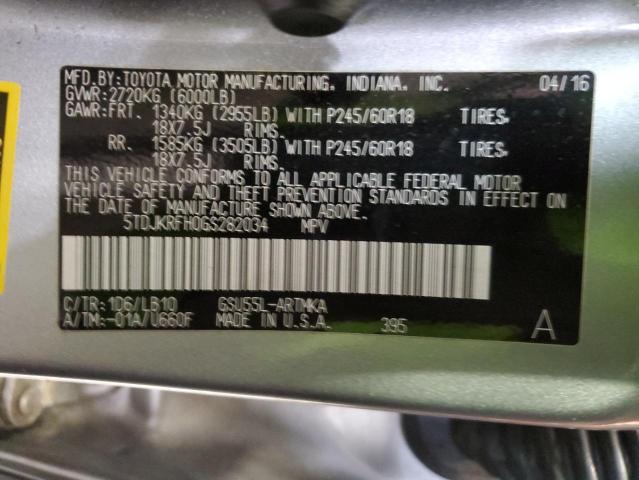 MFD.BY:TOYOTA MOTOR MANUFACTURING, INDIANA, INC. 04/16
GVWR:2720KG (6000LB)
GAWR:FRT. 1340KG (2955LB) WITH P245/60R18 TIRES.
18X7.5J RIMS.
RR. 1585KG (3505LB) WITH P245/60R18 TIRES.
18X7.5J RIMS.
THIS VEHICLE CONFORMS TO ALL APPLICABLE FEDERAL MOTOR
VEHICLE SAFETY AND THEFT PREVENTION STANDARDS IN EFFECT ON
THE DATE OF MANUFACTURE SHOWN ABOVE.
5TDJKRFH0GS282034 MPV
C/TR:1D6/LB10 GSU55L-ARTMKA
A/TM:-01A/U660F MADE IN U.S.A. 395 A